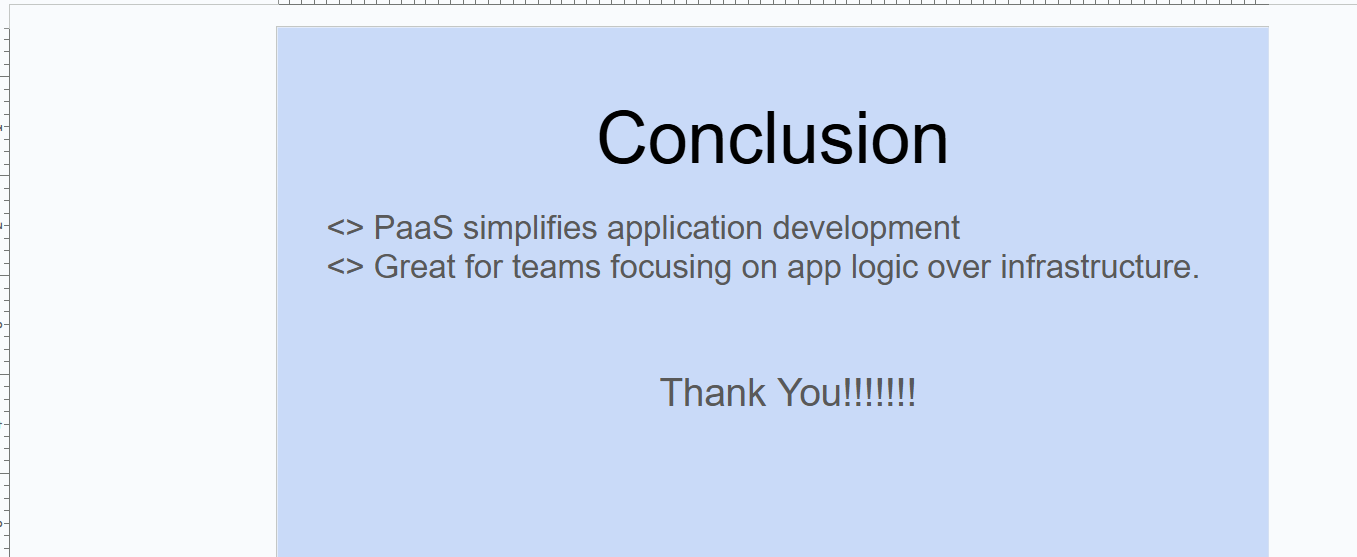 Conclusion
<> PaaS simplifies application development
<> Great for teams focusing on app logic over infrastructure.
Thank You!!!!!!!